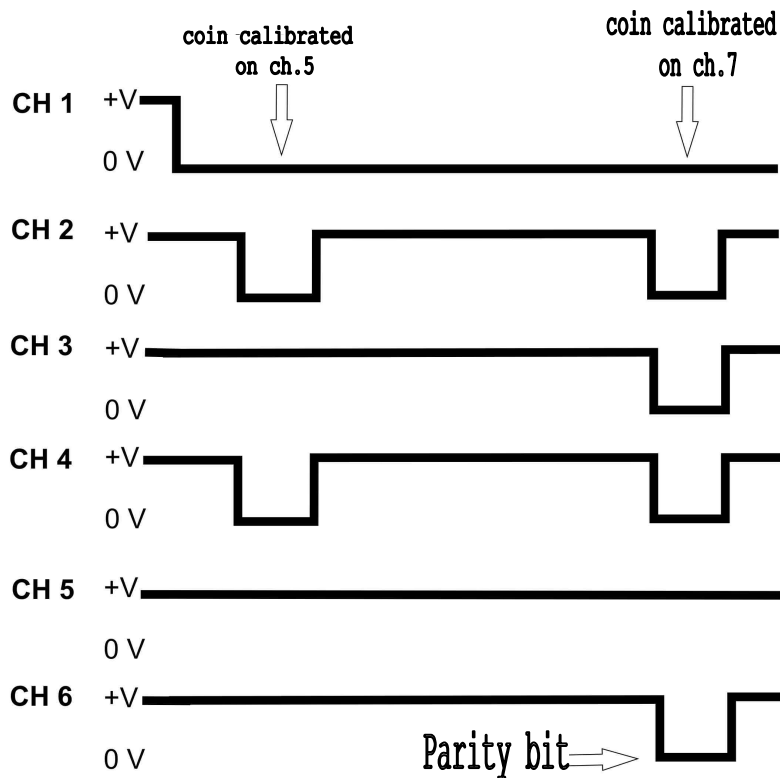 coin calibrated
on ch.5
coin calibrated
on ch.7
CH 1 +V
0 V
CH 2 +V
0 V
CH 3 +V
0 V
CH 4 +V
0 V
CH 5 +V
0 V
CH 6 +V
Parity bit
0 V